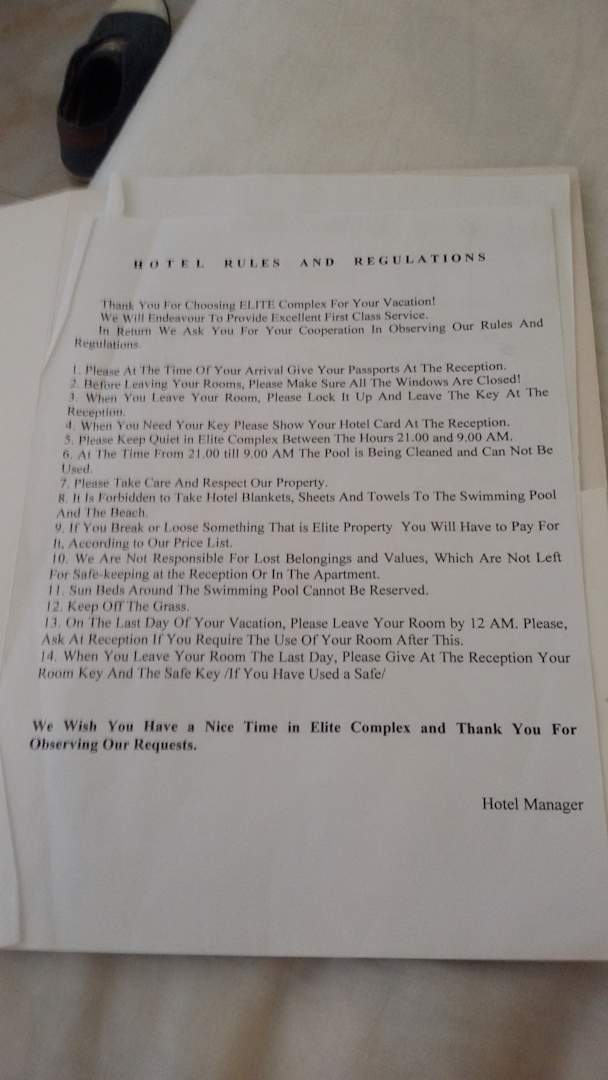 HOTEL RULES AND REGULATIONS
Thank You For Choosing ELITE Complex For Your Vacation!
We Will Endeavour To Provide Excellent First Class Service.
In Return We Ask You For Your Cooperation In Observing Our Rules And
Regulations.
1. Please At The Time Of Your Arrival Give Your Passports At The Reception.
2. Before Leaving Your Rooms, Please Make Sure All The Windows Are Closed!
3. When You Leave Your Room, Please Lock It Up And Leave The Key At The
Reception.
4. When You Need Your Key Please Show Your Hotel Card At The Reception.
5. Please Keep Quiet in Elite Complex Between The Hours 21.00 and 9.00 AM.
6. At The Time From 21.00 till 9.00 AM The Pool is Being Cleaned and Can Not Be
Used.
7. Please Take Care And Respect Our Property.
8. It Is Forbidden to Take Hotel Blankets, Sheets And Towels To The Swimming Pool
And The Beach.
9. If You Break or Loose Something That is Elite Property You Will Have to Pay For
It, According to Our Price List.
10. We Are Not Responsible For Lost Belongings and Values, Which Are Not Left
For Safe-keeping at the Reception Or In The Apartment.
11. Sun Beds Around The Swimming Pool Cannot Be Reserved.
12. Keep Off The Grass.
13. On The Last Day Of Your Vacation, Please Leave Your Room by 12 AM. Please,
Ask At Reception If You Require The Use Of Your Room After This.
14. When You Leave Your Room The Last Day, Please Give At The Reception Your
Room Key And The Safe Key /If You Have Used a Safe/
We Wish You Have a Nice Time in Elite Complex and Thank You For
Observing Our Requests.
Hotel Manager